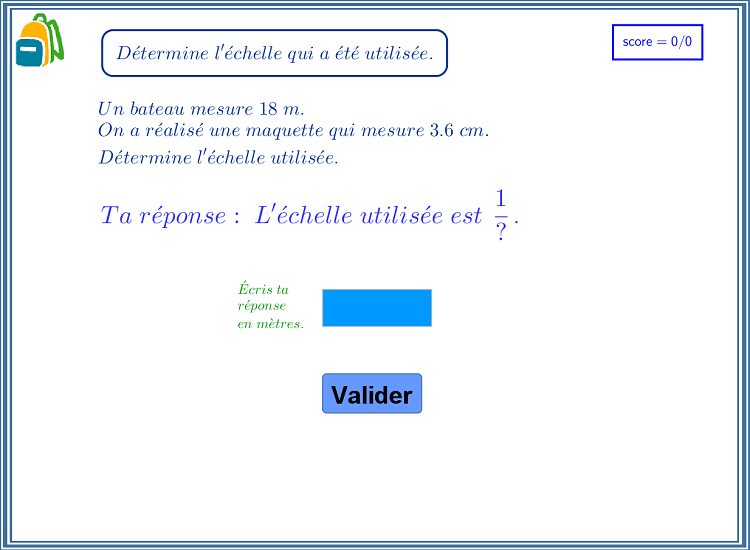 Détermine l'échelle qui a été utilisée.
score = 0/0
Un bateau mesure 18 m.
On a réalisé une maquette qui mesure 3.6 cm.
Détermine l'échelle utilisée.
Ta réponse : L'échelle utilisée est 1/? .
Écris ta
réponse
en mètres.
Valider